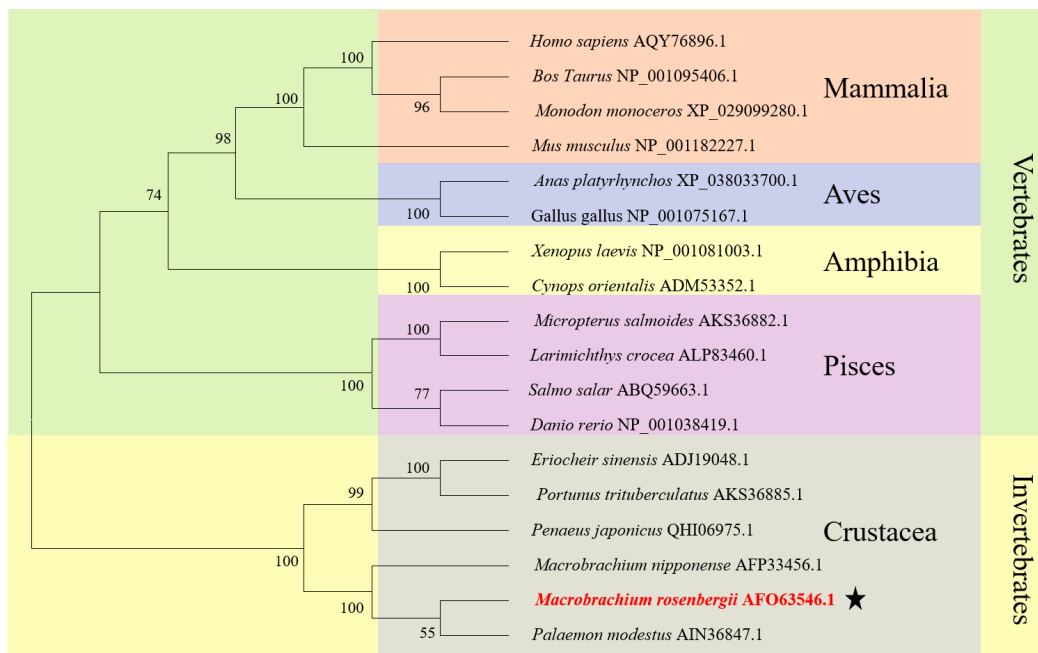 Homo sapiens AQY76896.1
100
Bos Taurus NP_001095406.1
Mammalia
100
96
Monodon monoceros XP_029099280.1
98
Mus musculus NP_001182227.1
Vertebrates
Anas platyrhynchos XP_038033700.1
74
Aves
100
Gallus gallus NP_001075167.1
Xenopus laevis NP_001081003.1
Amphibia
100
Cynops orientalis ADM53352.1
Micropterus salmoides AKS36882.1
100
Larimichthys crocea ALP83460.1
Pisces
100
77
Salmo salar ABQ59663.1
Danio rerio NP_001038419.1
Eriocheir sinensis ADJ19048.1
100
99
Portunus trituberculatus AKS36885.1
Penaeus japonicus QHI06975.1
Crustacea
Invertebrates
100
Macrobrachium nipponense AFP33456.1
Macrobrachium rosenbergii AFO63546.1
100
55
Palaemon modestus AIN36847.1